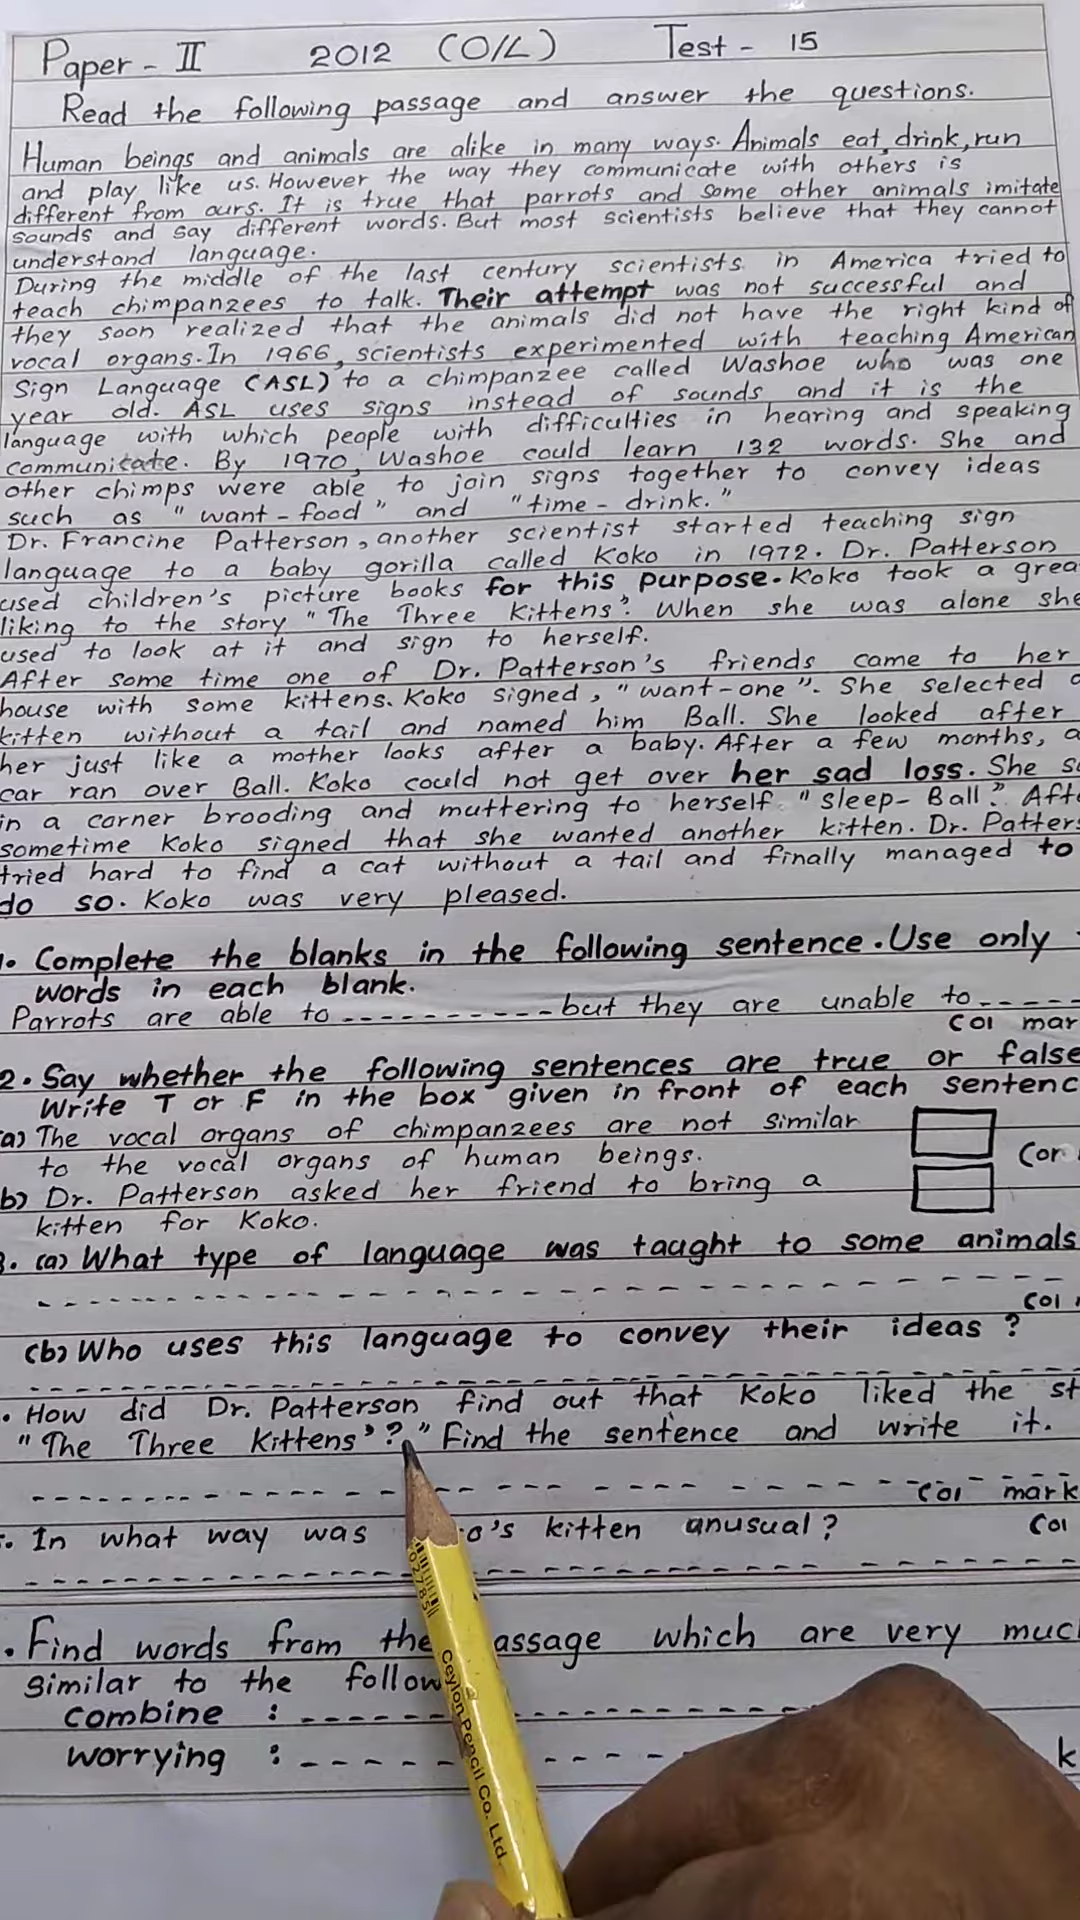 Paper - II 2012 (O/L) Test - 15
Read the following passage and answer the questions.
Human beings and animals are alike in many ways. Animals eat, drink, run
and play like us. However the way they communicate with others is
different from ours. It is true that parrots and some other animals imitate
sounds and say different words. But most scientists believe that they cannot
understand language.
During the middle of the last century scientists in America tried to
teach chimpanzees to talk. Their attempt was not successful and
they soon realized that the animals did not have the right kind of
vocal organs. In 1966, scientists experimented with teaching American
Sign Language (ASL) to a chimpanzee called Washoe who was one
year old. ASL uses signs instead of sounds and it is the
language with which people with difficulties in hearing and speaking
communicate. By 1970, Washoe could learn 132 words. She and
other chimps were able to join signs together to convey ideas
such as "want - food" and "time - drink."
Dr. Francine Patterson, another scientist started teaching sign
language to a baby gorilla called Koko in 1972. Dr. Patterson
used children's picture books for this purpose. Koko took a grea
liking to the story "The Three Kittens". When she was alone she
used to look at it and sign to herself.
After some time one of Dr. Patterson's friends came to her
house with some kittens. Koko signed, "want-one". She selected a
kitten without a tail and named him Ball. She looked after
her just like a mother looks after a baby. After a few months, a
car ran over Ball. Koko could not get over her sad loss. She s
in a corner brooding and muttering to herself "sleep- Ball". Afte
sometime Koko signed that she wanted another kitten. Dr. Patters
tried hard to find a cat without a tail and finally managed to
do so. Koko was very pleased.
1. Complete the blanks in the following sentence. Use only
words in each blank.
Parrots are able to ---------- but they are unable to -----
(01 mar
2. Say whether the following sentences are true or false
Write T or F in the box given in front of each sentenc
(a) The vocal organs of chimpanzees are not similar
to the vocal organs of human beings.
(01
(b) Dr. Patterson asked her friend to bring a
kitten for Koko.
3. (a) What type of language was taught to some animals
(01
(b) Who uses this language to convey their ideas ?
. How did Dr. Patterson find out that Koko liked the st
"The Three Kittens'?" Find the sentence and write it.
(01 mark
. In what way was o's kitten anusual ?
(01
. Find words from the assage which are very muc
similar to the follow
combine : ----------
worrying : ----------
k
02785
Ceylon Pencil Co. Ltd.